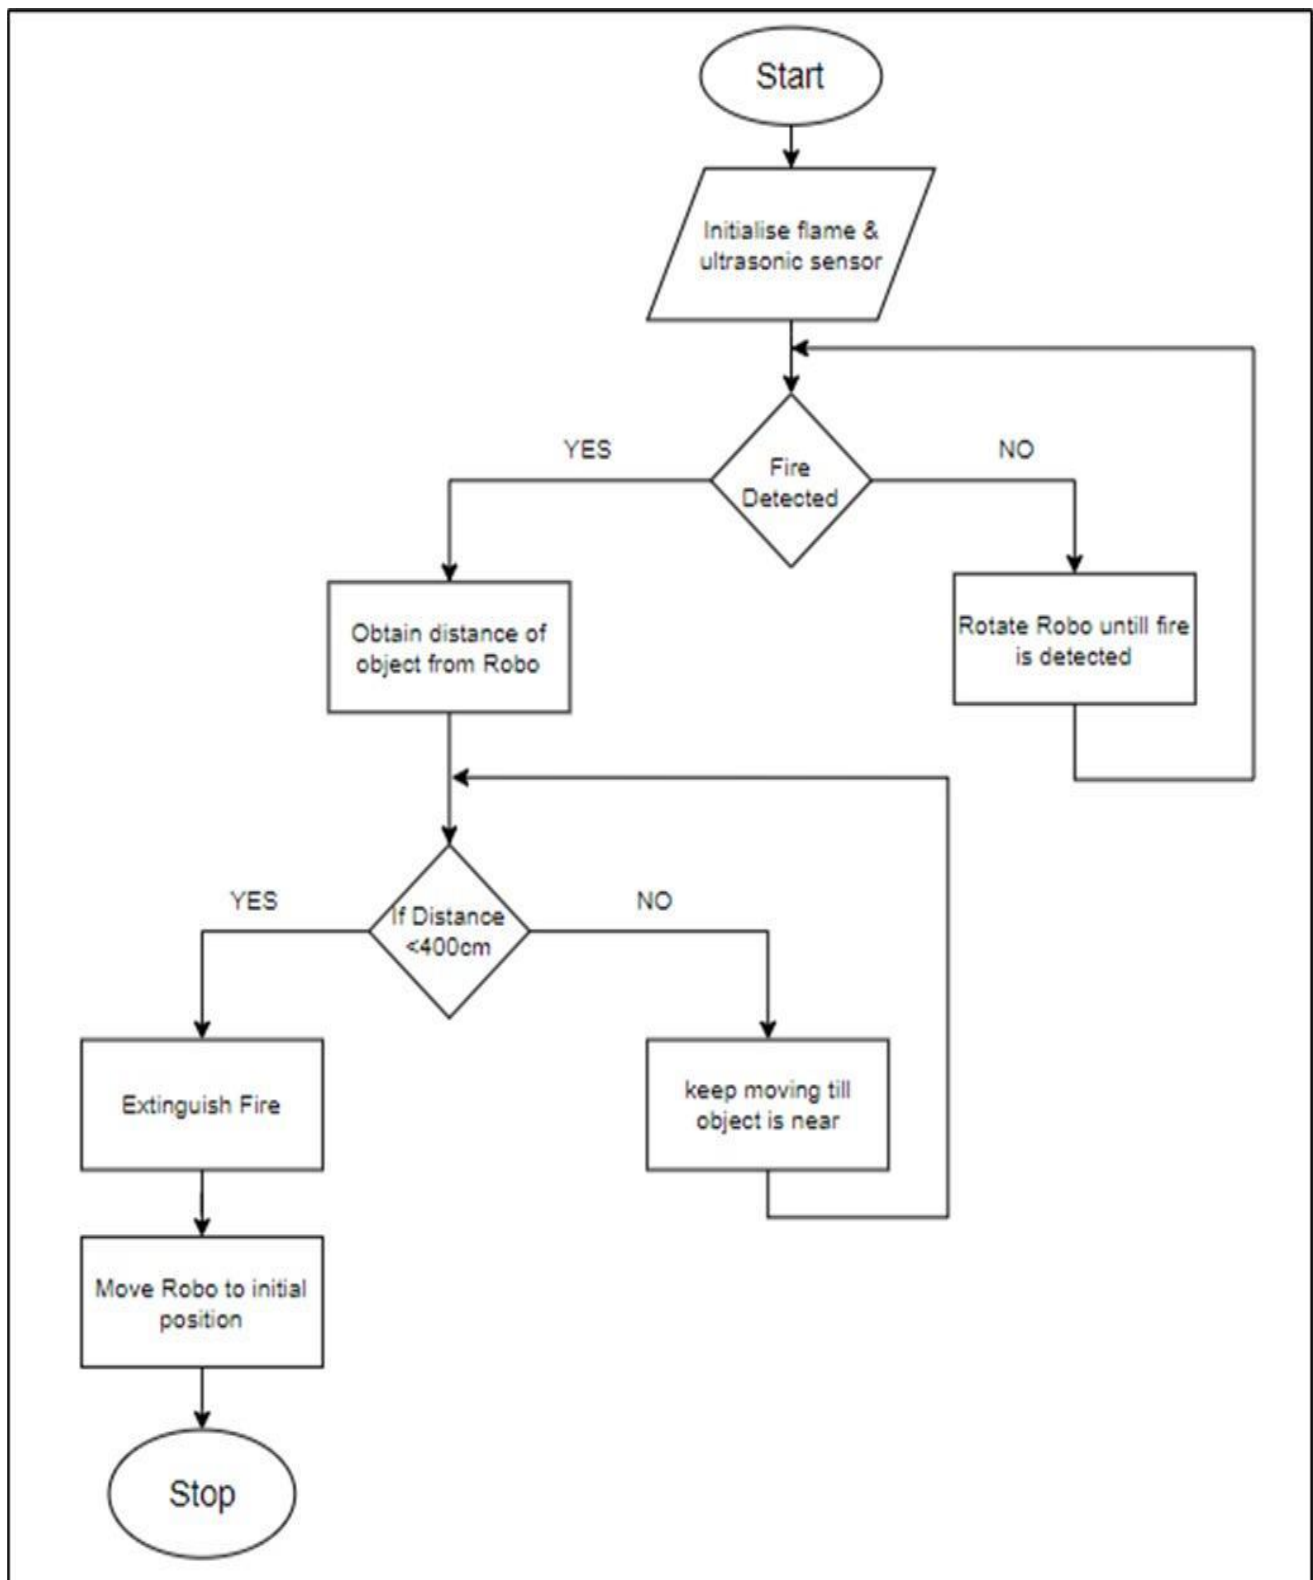 Start
Initialise flame &
ultrasonic sensor
YES
NO
Fire
Detected
Obtain distance of
object from Robo
Rotate Robo untill fire
is detected
YES
NO
If Distance
<400cm
Extinguish Fire
keep moving till
object is near
Move Robo to initial
position
Stop